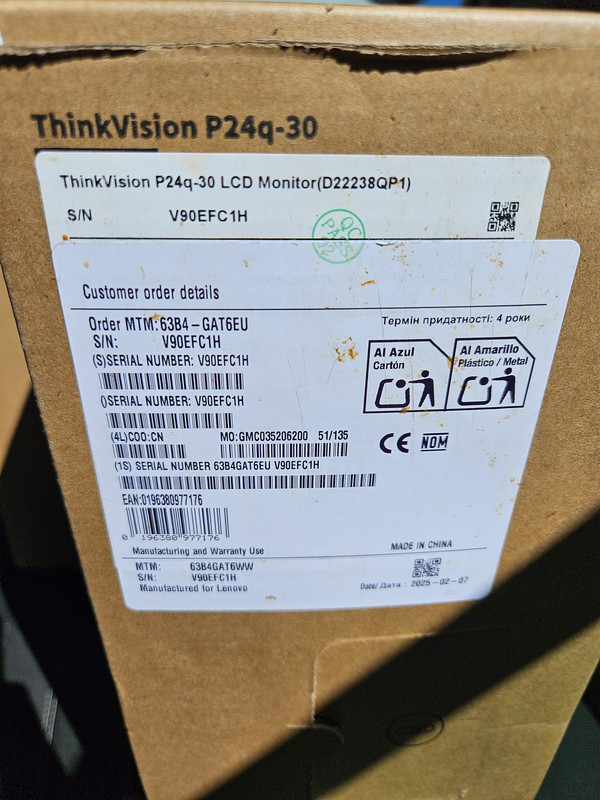 ThinkVision P24q-30
ThinkVision P24q-30 LCD Monitor(D22238QP1)
S/N V90EFC1H
QC
PASS
Customer order details
Order MTM:63B4-GAT6EU
S/N: V90EFC1H
(S)SERIAL NUMBER: V90EFC1H
()SERIAL NUMBER: V90EFC1H
(4L)COO:CN MO:GMC035206200 51/135
(1S) SERIAL NUMBER 63B4GAT6EU V90EFC1H
EAN:0196380977176
0 196380 977176
Термін придатності: 4 роки
Al Azul
Cartón
Al Amarillo
Plástico / Metal
CE NOM
Manufacturing and Warranty Use
MTM: 63B4GAT6WW
S/N: V90EFC1H
Manufactured for Lenovo
MADE IN CHINA
Date/Дата: 2025-02-07